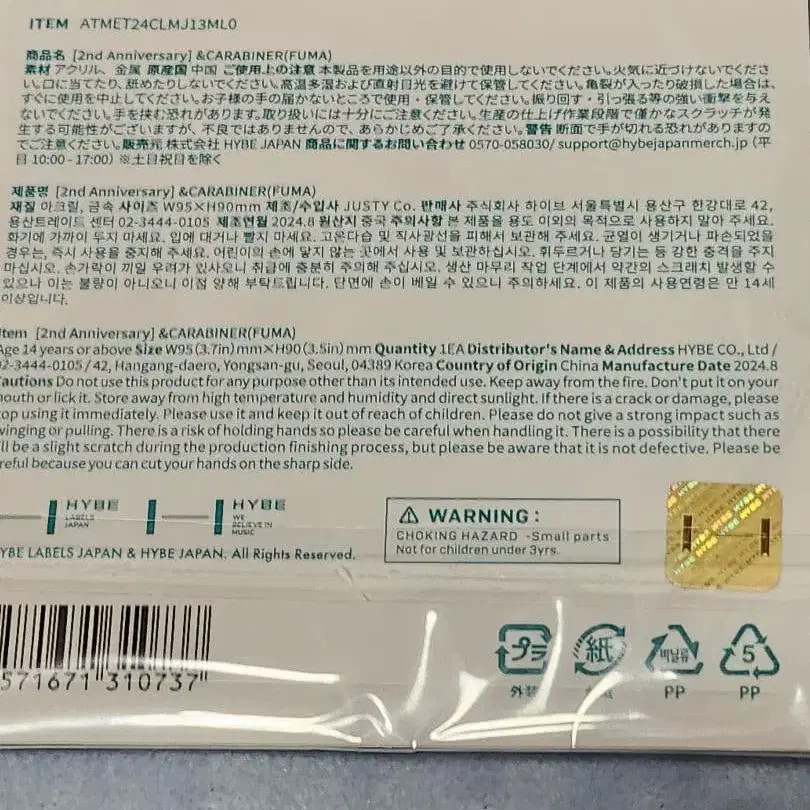 ITEM ATMET24CLMJ13ML0
商品名 [2nd Anniversary] &CARABINER(FUMA)
素材 アクリル、金属 原産国 中国 ご使用上の注意 本製品を用途以外の目的で使用しないでください。火気に近づけないでくださ
い。口に当てたり、舐めたりしないでください。高温多湿および直射日光を避けて保管してください。亀裂が入ったり破損した場合は、
すぐに使用を中止してください。お子様の手の届かないところで使用・保管してください。振り回す・引っ張る等の強い衝撃を与え
ないでください。手を挟む恐れがあります。取り扱いには十分にご注意ください。生産の仕上げ作業段階で僅かなスクラッチが発
生する可能性がございますが、不良ではありませんので、あらかじめご了承ください。警告 断面で手が切れる恐れがありますの
でご注意ください。販売元 株式会社 HYBE JAPAN 商品に関するお問い合わせ 0570-058030/ support@hybejapanmerch.jp (平
日 10:00 - 17:00) ※土日祝日を除く
제품명 [2nd Anniversary] &CARABINER(FUMA)
재질 아크릴, 금속 사이즈 W95×H90mm 제조/수입사 JUSTY Co. 판매사 주식회사 하이브 서울특별시 용산구 한강대로 42,
용산트레이드 센터 02-3444-0105 제조연월 2024.8 원산지 중국 주의사항 본 제품을 용도 이외의 목적으로 사용하지 말아 주세요.
화기에 가까이 두지 마세요. 입에 대거나 빨지 마세요. 고온다습 및 직사광선을 피해서 보관해 주세요. 균열이 생기거나 파손되었을
경우는, 즉시 사용을 중지해 주세요. 어린이의 손에 닿지 않는 곳에서 사용 및 보관하십시오. 휘두르거나 당기는 등 강한 충격을 주지
마십시오. 손가락이 끼일 우려가 있사오니 취급에 충분히 주의해 주십시오. 생산 마무리 작업 단계에서 약간의 스크래치 발생할 수
있으나 이는 불량이 아니오니 이점 양해 부탁드립니다. 단면에 손이 베일 수 있으니 주의하세요. 이 제품의 사용연령은 만 14세
이상입니다.
Item [2nd Anniversary] &CARABINER(FUMA)
Age 14 years or above Size W95(3.7in)mm×H90(3.5in)mm Quantity 1EA Distributor's Name & Address HYBE CO., Ltd /
02-3444-0105 / 42, Hangang-daero, Yongsan-gu, Seoul, 04389 Korea Country of Origin China Manufacture Date 2024.8
Cautions Do not use this product for any purpose other than its intended use. Keep away from the fire. Don't put it on your
mouth or lick it. Store away from high temperature and humidity and direct sunlight. If there is a crack or damage, please
top using it immediately. Please use it and keep it out of reach of children. Please do not give a strong impact such as
winging or pulling. There is a risk of holding hands so please be careful when handling it. There is a possibility that there
ll be a slight scratch during the production finishing process, but please be aware that it is not defective. Please be
reful because you can cut your hands on the sharp side.
HYBE LABELS JAPAN
HYBE WE BELIEVE IN MUSIC
YBE LABELS JAPAN & HYBE JAPAN. All Rights Reserved.
WARNING :
CHOKING HAZARD -Small parts
Not for children under 3yrs.
HYBE HYBE HYBE
571671 310737
プラ 紙 비닐류 5
外装 PP PP